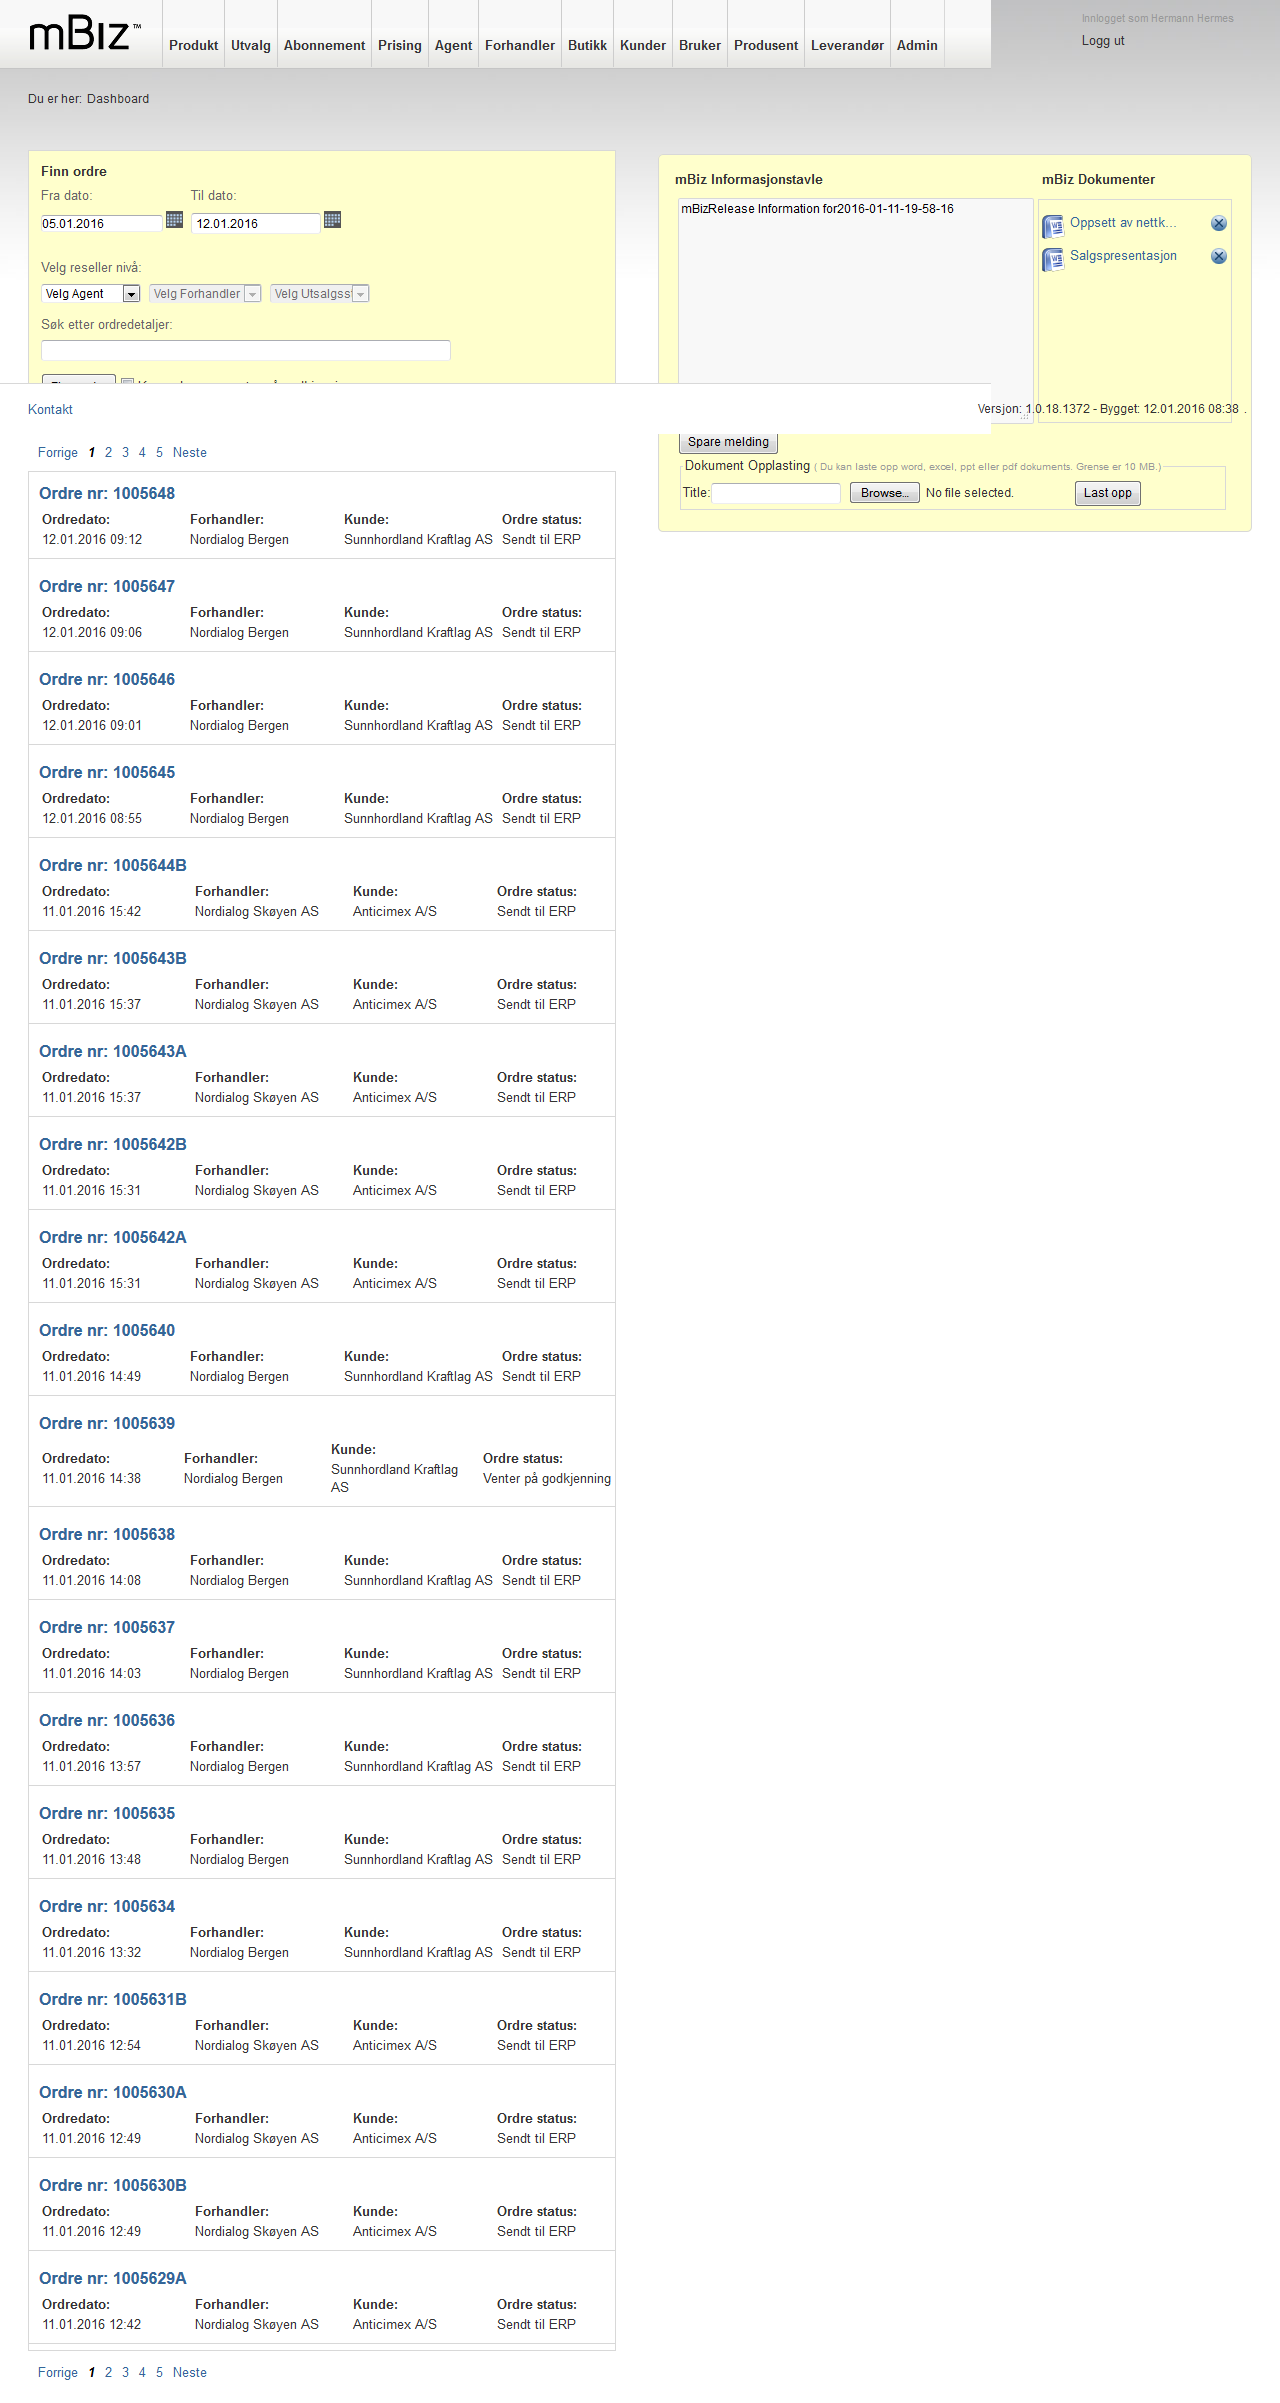 mBiz™
Produkt Utvalg Abonnement Prising Agent Forhandler Butikk Kunder Bruker Produsent Leverandør Admin
Innlogget som Hermann Hermes
Logg ut
Du er her: Dashboard
Finn ordre
Fra dato: Til dato:
05.01.2016 12.01.2016
Velg reseller nivå:
Velg Agent Velg Forhandler Velg Utsalgss
Søk etter ordredetaljer:
mBiz Informasjonstavle
mBizRelease Information for2016-01-11-19-58-16
mBiz Dokumenter
Oppsett av nettk...
Salgspresentasjon
Kontakt
Versjon: 1.0.18.1372 - Bygget: 12.01.2016 08:38 .
Spare melding
Dokument Opplasting ( Du kan laste opp word, excel, ppt eller pdf dokuments. Grense er 10 MB.)
Title: Browse... No file selected. Last opp
Forrige 1 2 3 4 5 Neste
Ordre nr: 1005648
Ordredato: Forhandler: Kunde: Ordre status:
12.01.2016 09:12 Nordialog Bergen Sunnhordland Kraftlag AS Sendt til ERP
Ordre nr: 1005647
Ordredato: Forhandler: Kunde: Ordre status:
12.01.2016 09:06 Nordialog Bergen Sunnhordland Kraftlag AS Sendt til ERP
Ordre nr: 1005646
Ordredato: Forhandler: Kunde: Ordre status:
12.01.2016 09:01 Nordialog Bergen Sunnhordland Kraftlag AS Sendt til ERP
Ordre nr: 1005645
Ordredato: Forhandler: Kunde: Ordre status:
12.01.2016 08:55 Nordialog Bergen Sunnhordland Kraftlag AS Sendt til ERP
Ordre nr: 1005644B
Ordredato: Forhandler: Kunde: Ordre status:
11.01.2016 15:42 Nordialog Skøyen AS Anticimex A/S Sendt til ERP
Ordre nr: 1005643B
Ordredato: Forhandler: Kunde: Ordre status:
11.01.2016 15:37 Nordialog Skøyen AS Anticimex A/S Sendt til ERP
Ordre nr: 1005643A
Ordredato: Forhandler: Kunde: Ordre status:
11.01.2016 15:37 Nordialog Skøyen AS Anticimex A/S Sendt til ERP
Ordre nr: 1005642B
Ordredato: Forhandler: Kunde: Ordre status:
11.01.2016 15:31 Nordialog Skøyen AS Anticimex A/S Sendt til ERP
Ordre nr: 1005642A
Ordredato: Forhandler: Kunde: Ordre status:
11.01.2016 15:31 Nordialog Skøyen AS Anticimex A/S Sendt til ERP
Ordre nr: 1005640
Ordredato: Forhandler: Kunde: Ordre status:
11.01.2016 14:49 Nordialog Bergen Sunnhordland Kraftlag AS Sendt til ERP
Ordre nr: 1005639
Ordredato: Forhandler: Kunde: Ordre status:
11.01.2016 14:38 Nordialog Bergen Sunnhordland Kraftlag AS Venter på godkjenning
Ordre nr: 1005638
Ordredato: Forhandler: Kunde: Ordre status:
11.01.2016 14:08 Nordialog Bergen Sunnhordland Kraftlag AS Sendt til ERP
Ordre nr: 1005637
Ordredato: Forhandler: Kunde: Ordre status:
11.01.2016 14:03 Nordialog Bergen Sunnhordland Kraftlag AS Sendt til ERP
Ordre nr: 1005636
Ordredato: Forhandler: Kunde: Ordre status:
11.01.2016 13:57 Nordialog Bergen Sunnhordland Kraftlag AS Sendt til ERP
Ordre nr: 1005635
Ordredato: Forhandler: Kunde: Ordre status:
11.01.2016 13:48 Nordialog Bergen Sunnhordland Kraftlag AS Sendt til ERP
Ordre nr: 1005634
Ordredato: Forhandler: Kunde: Ordre status:
11.01.2016 13:32 Nordialog Bergen Sunnhordland Kraftlag AS Sendt til ERP
Ordre nr: 1005631B
Ordredato: Forhandler: Kunde: Ordre status:
11.01.2016 12:54 Nordialog Skøyen AS Anticimex A/S Sendt til ERP
Ordre nr: 1005630A
Ordredato: Forhandler: Kunde: Ordre status:
11.01.2016 12:49 Nordialog Skøyen AS Anticimex A/S Sendt til ERP
Ordre nr: 1005630B
Ordredato: Forhandler: Kunde: Ordre status:
11.01.2016 12:49 Nordialog Skøyen AS Anticimex A/S Sendt til ERP
Ordre nr: 1005629A
Ordredato: Forhandler: Kunde: Ordre status:
11.01.2016 12:42 Nordialog Skøyen AS Anticimex A/S Sendt til ERP
Forrige 1 2 3 4 5 Neste